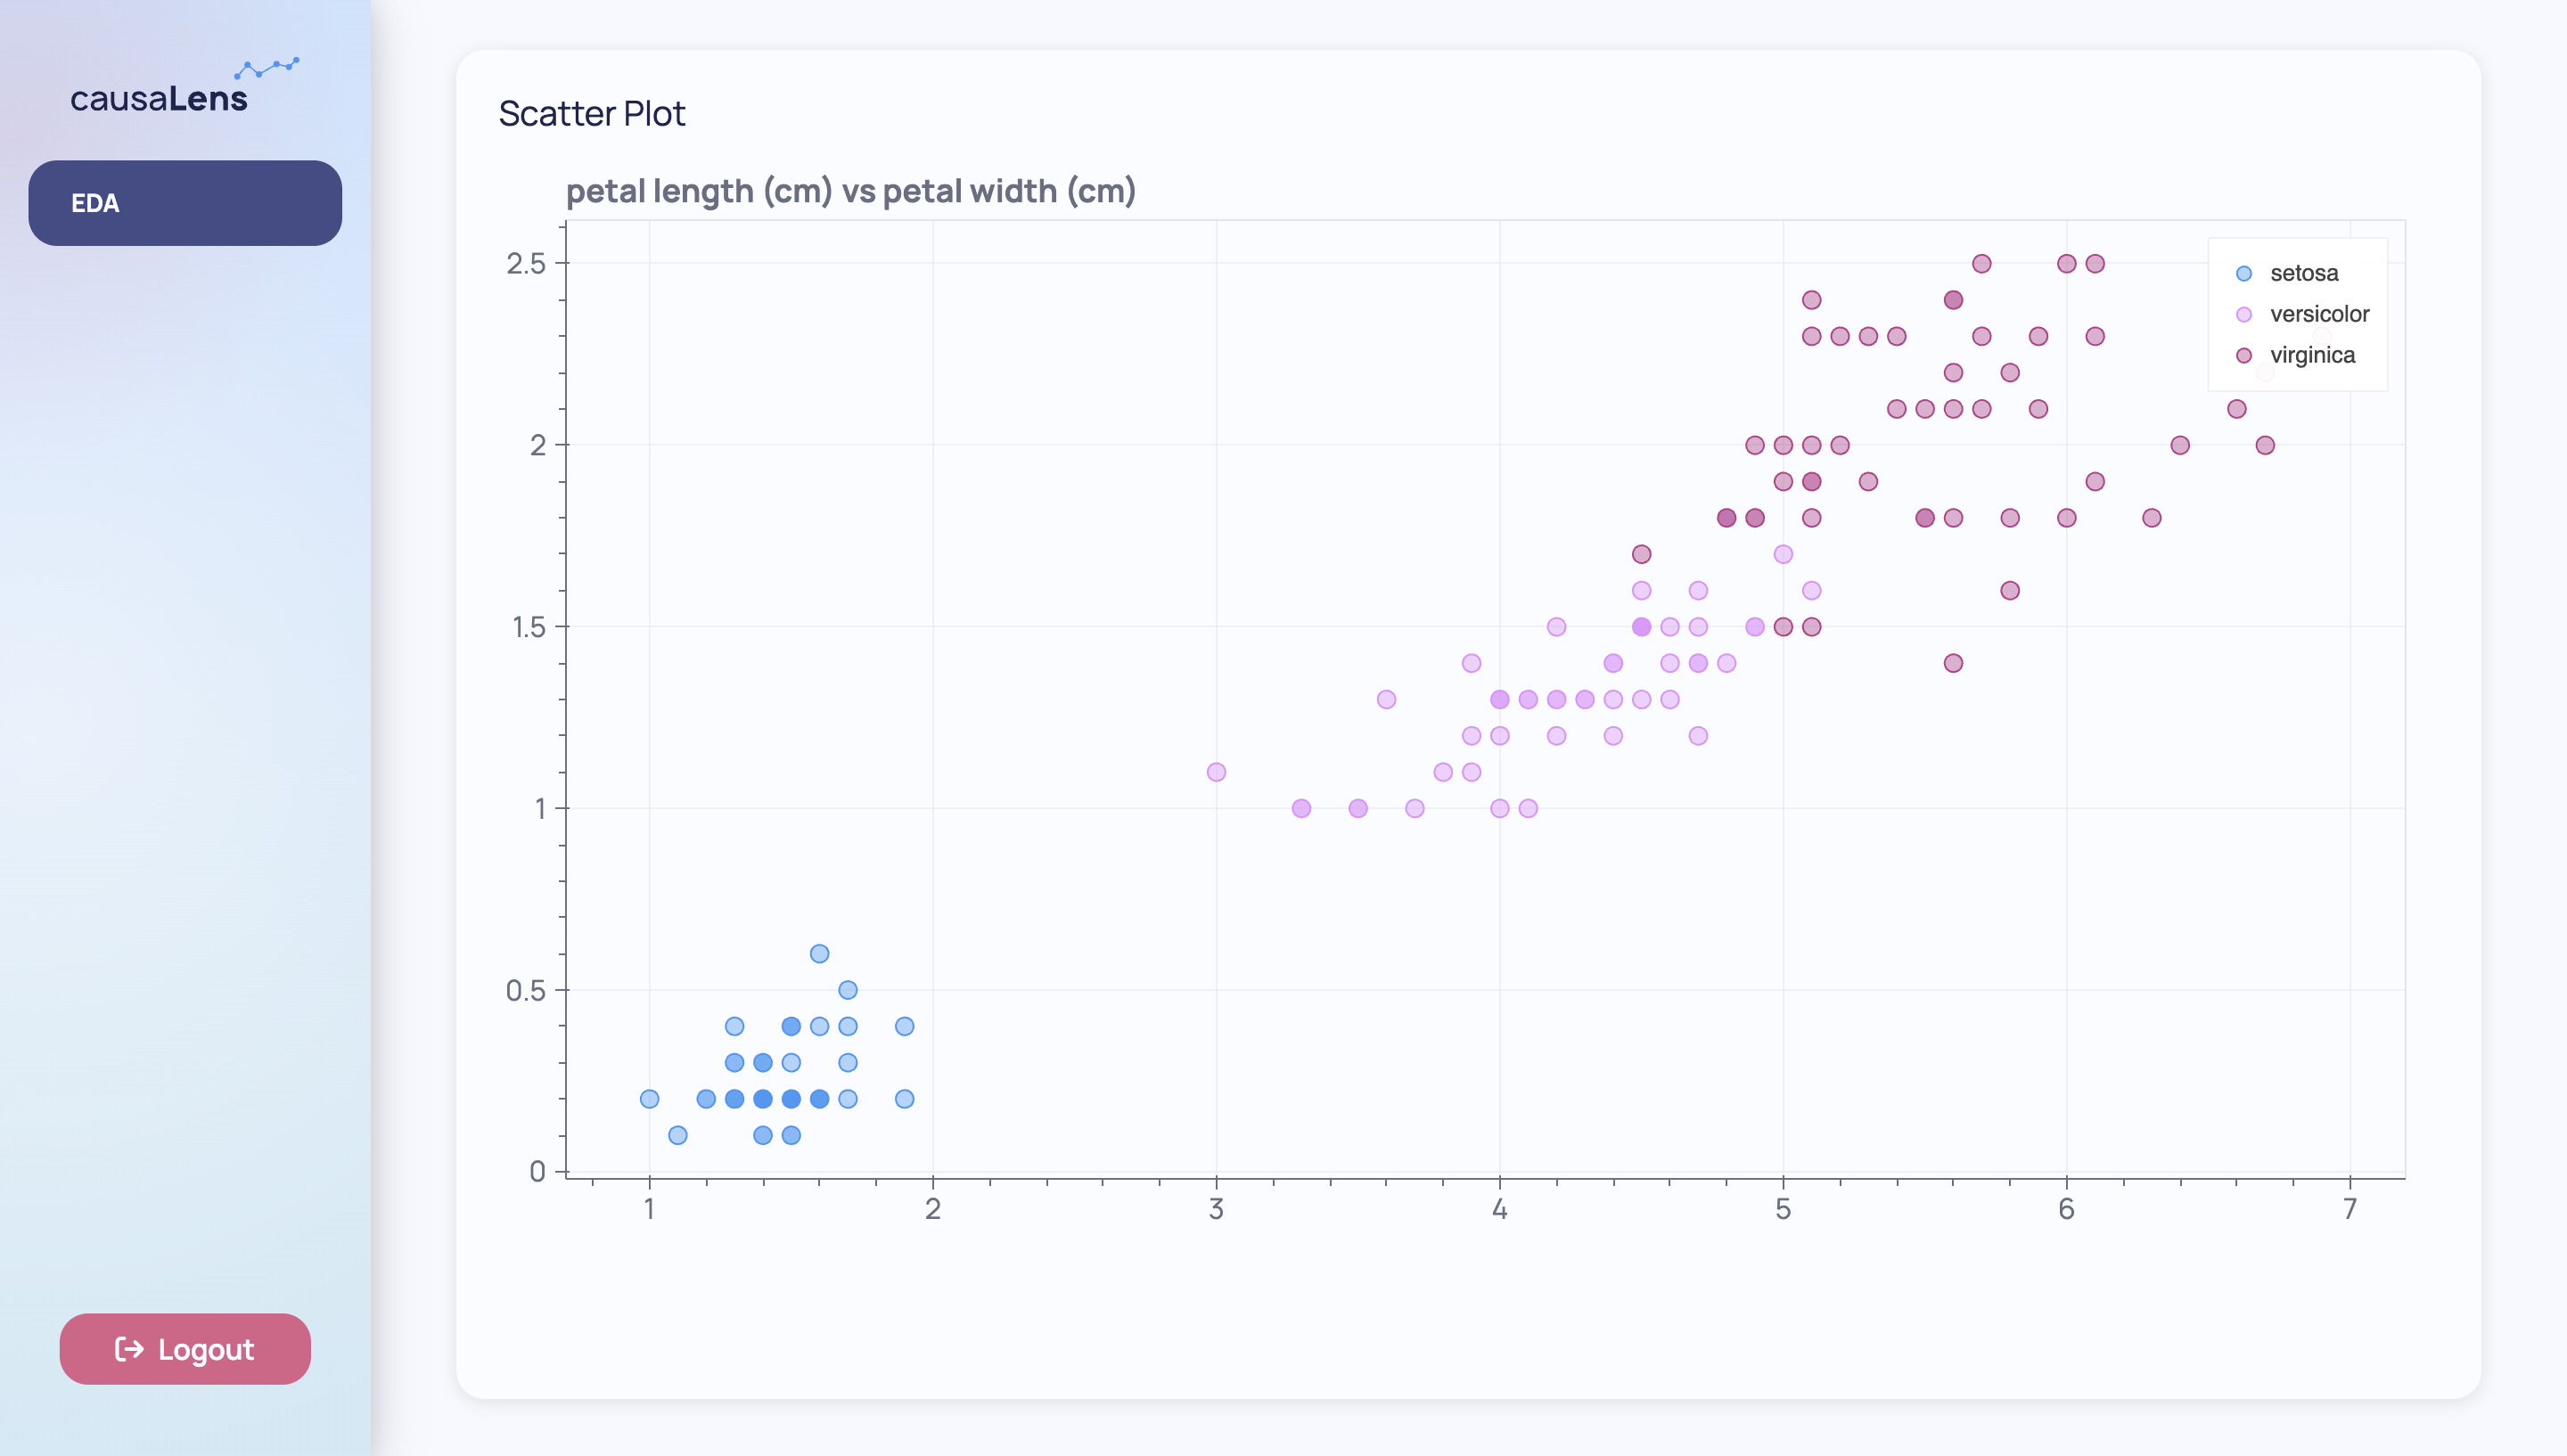 causaLens
EDA
Logout
Scatter Plot
petal length (cm) vs petal width (cm)
2.5
2
1.5
1
0.5
0
1 2 3 4 5 6 7
setosa
versicolor
virginica